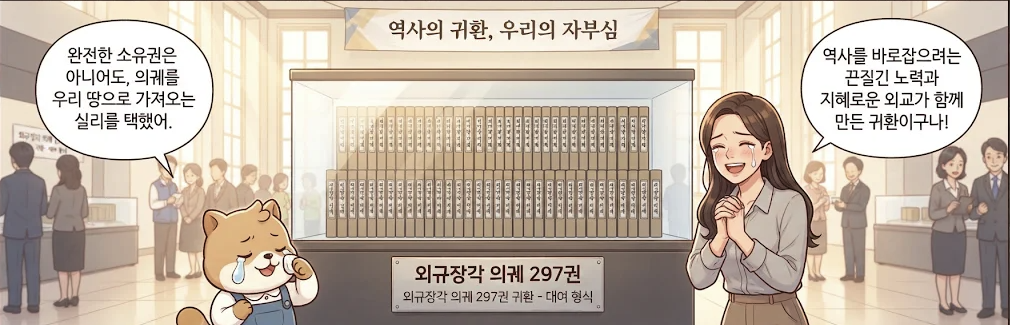 역사의 귀환, 우리의 자부심
완전한 소유권은
아니어도, 의궤를
우리 땅으로 가져오는
실리를 택했어.
역사를 바로잡으려는
끈질긴 노력과
지혜로운 외교가 함께
만든 귀환이구나!
외규장각 의궤 297권
외규장각 의궤 297권 귀환 - 대여 형식